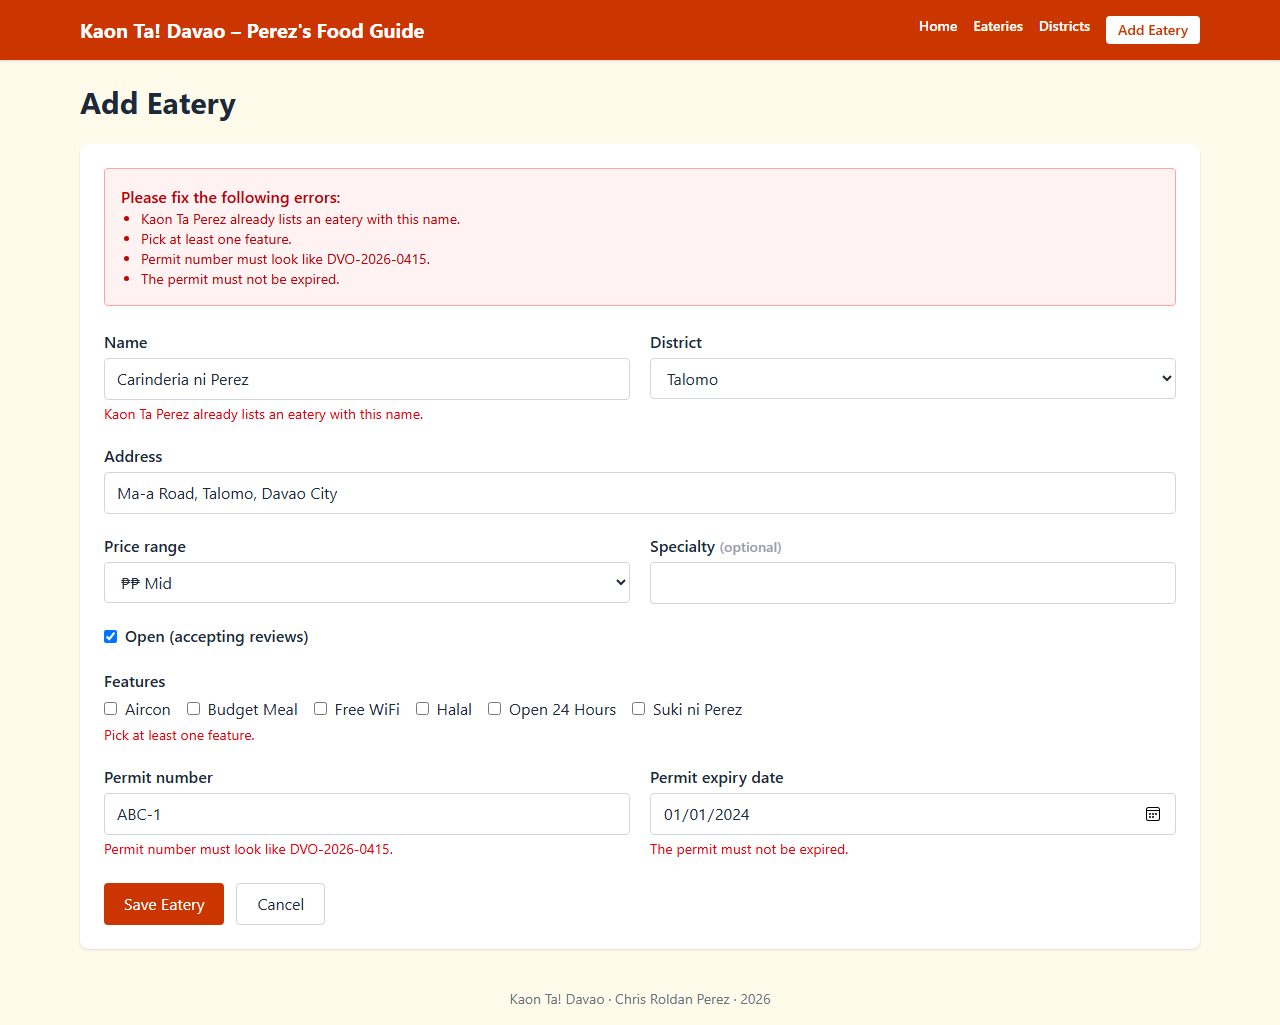 Kaon Ta! Davao – Perez's Food Guide
Home Eateries Districts Add Eatery
Add Eatery
Please fix the following errors:
• Kaon Ta Perez already lists an eatery with this name.
• Pick at least one feature.
• Permit number must look like DVO-2026-0415.
• The permit must not be expired.
Name District
Carinderia ni Perez Talomo
Kaon Ta Perez already lists an eatery with this name.
Address
Ma-a Road, Talomo, Davao City
Price range Specialty (optional)
₱₱ Mid
Open (accepting reviews)
Features
Aircon Budget Meal Free WiFi Halal Open 24 Hours Suki ni Perez
Pick at least one feature.
Permit number Permit expiry date
ABC-1 01/01/2024
Permit number must look like DVO-2026-0415. The permit must not be expired.
Save Eatery Cancel
Kaon Ta! Davao · Chris Roldan Perez · 2026